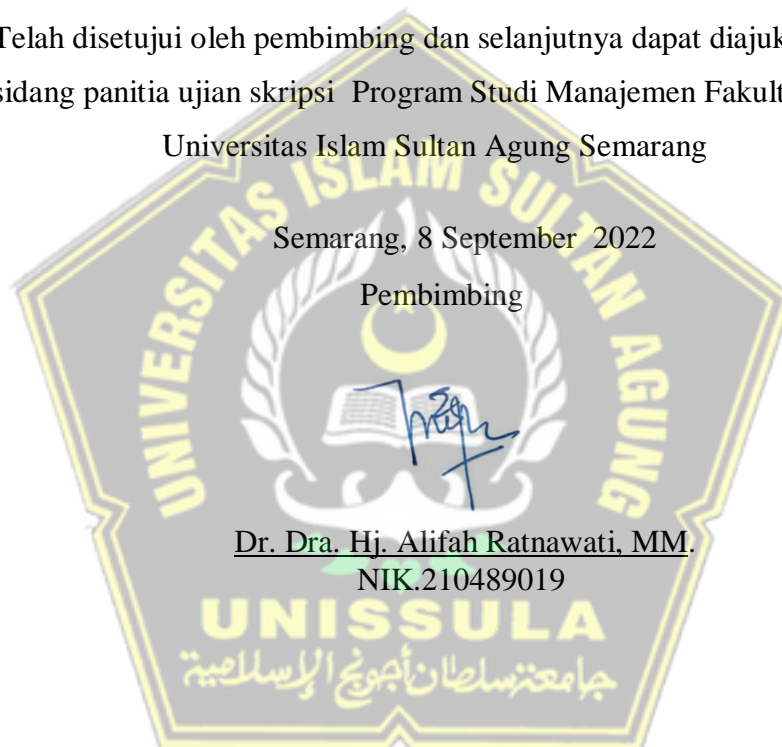 Telah disetujui oleh pembimbing dan selanjutnya dapat diajuk
sidang panitia ujian skripsi Program Studi Manajemen Fakult
Universitas Islam Sultan Agung Semarang
UNIVERSITAS ISLAM SULTAN AGUNG
Semarang, 8 September 2022
Pembimbing
Dr. Dra. Hj. Alifah Ratnawati, MM.
NIK.210489019
UNISSULA
جامعة سلطان أجونج الإسلامية